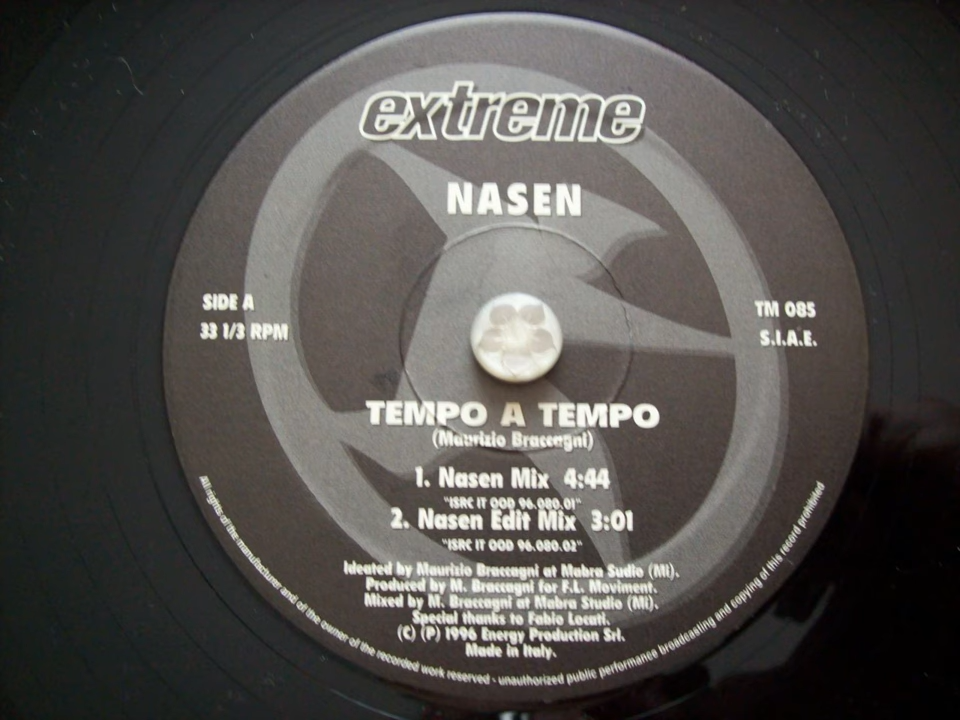 extreme
NASEN
SIDE A
33 1/3 RPM
TM 085
S.I.A.E.
TEMPO A TEMPO
(Maurizio Braccagni)
1. Nasen Mix 4:44
"ISRC IT OOD 96.080.01"
2. Nasen Edit Mix 3:01
"ISRC IT OOD 96.080.02"
Ideated by Maurizio Braccagni at Mabra Sudio (Mi).
Produced by M. Braccagni for F.L. Moviment.
Mixed by M. Braccagni at Mabra Studio (Mi).
Special thanks to Fabio Locati.
(C) (P) 1996 Energy Production Srl.
Made in Italy.
All rights of the manufacturer and of the owner of the recorded work reserved - unauthorized public performance broadcasting and copying of this record prohibited